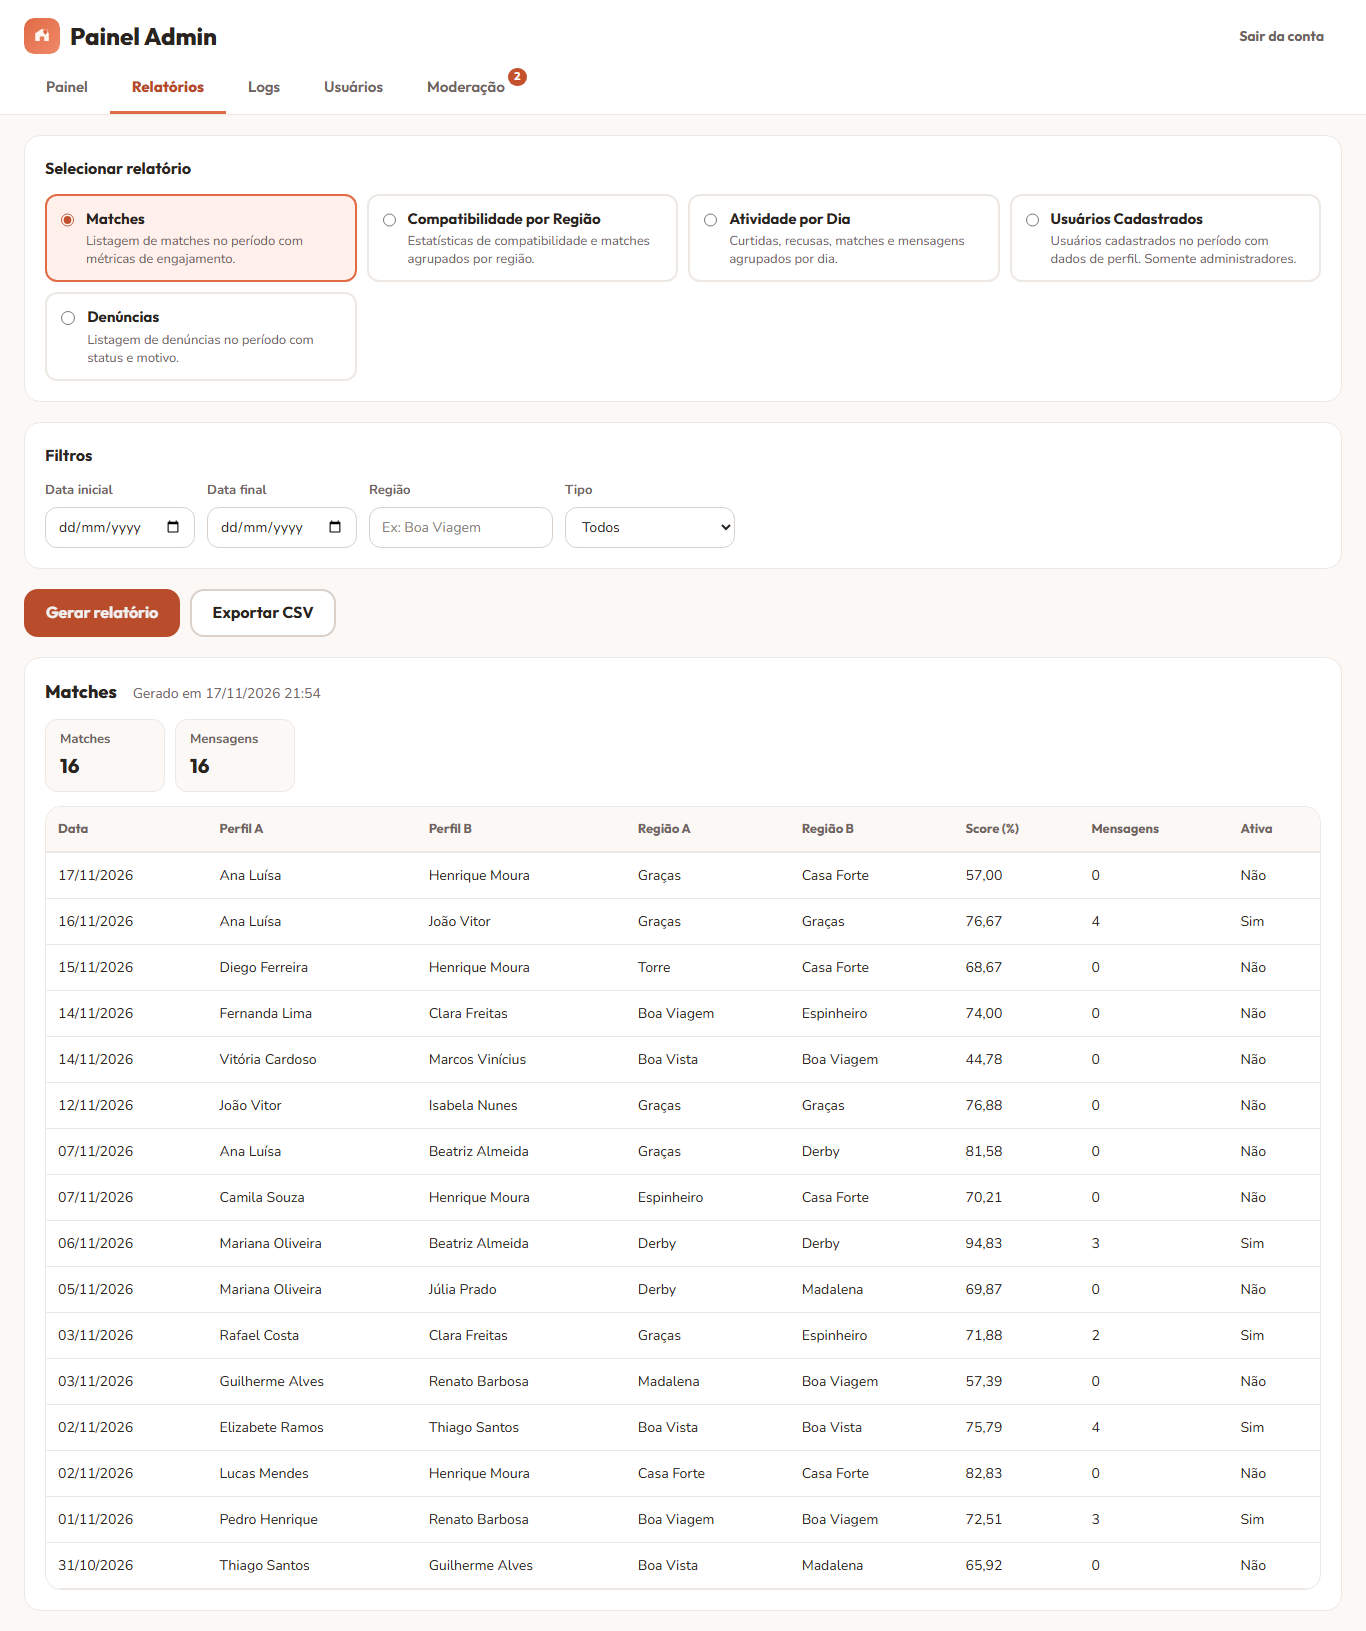 Painel Admin
Sair da conta
Painel
Relatórios
Logs
Usuários
Moderação
2
Selecionar relatório
Matches
Listagem de matches no período com
métricas de engajamento.
Compatibilidade por Região
Estatísticas de compatibilidade e matches
agrupados por região.
Atividade por Dia
Curtidas, recusas, matches e mensagens
agrupados por dia.
Usuários Cadastrados
Usuários cadastrados no período com
dados de perfil. Somente administradores.
Denúncias
Listagem de denúncias no período com
status e motivo.
Filtros
Data inicial
Data final
Região
Tipo
dd/mm/yyyy
dd/mm/yyyy
Ex: Boa Viagem
Todos
Gerar relatório
Exportar CSV
Matches Gerado em 17/11/2026 21:54
Matches
16
Mensagens
16
Data Perfil A Perfil B Região A Região B Score (%) Mensagens Ativa
17/11/2026 Ana Luísa Henrique Moura Graças Casa Forte 57,00 0 Não
16/11/2026 Ana Luísa João Vitor Graças Graças 76,67 4 Sim
15/11/2026 Diego Ferreira Henrique Moura Torre Casa Forte 68,67 0 Não
14/11/2026 Fernanda Lima Clara Freitas Boa Viagem Espinheiro 74,00 0 Não
14/11/2026 Vitória Cardoso Marcos Vinícius Boa Vista Boa Viagem 44,78 0 Não
12/11/2026 João Vitor Isabela Nunes Graças Graças 76,88 0 Não
07/11/2026 Ana Luísa Beatriz Almeida Graças Derby 81,58 0 Não
07/11/2026 Camila Souza Henrique Moura Espinheiro Casa Forte 70,21 0 Não
06/11/2026 Mariana Oliveira Beatriz Almeida Derby Derby 94,83 3 Sim
05/11/2026 Mariana Oliveira Júlia Prado Derby Madalena 69,87 0 Não
03/11/2026 Rafael Costa Clara Freitas Graças Espinheiro 71,88 2 Sim
03/11/2026 Guilherme Alves Renato Barbosa Madalena Boa Viagem 57,39 0 Não
02/11/2026 Elizabete Ramos Thiago Santos Boa Vista Boa Vista 75,79 4 Sim
02/11/2026 Lucas Mendes Henrique Moura Casa Forte Casa Forte 82,83 0 Não
01/11/2026 Pedro Henrique Renato Barbosa Boa Viagem Boa Viagem 72,51 3 Sim
31/10/2026 Thiago Santos Guilherme Alves Boa Vista Madalena 65,92 0 Não